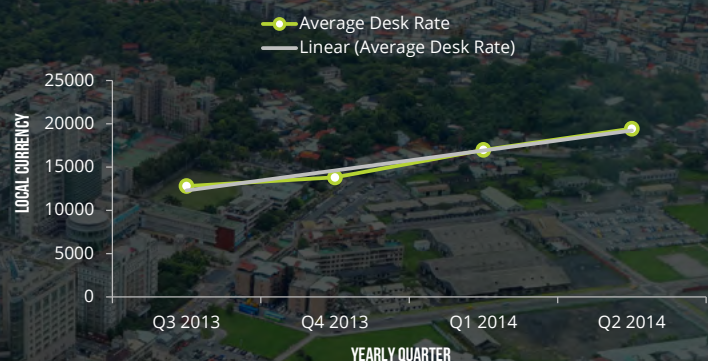 Average Desk Rate
Linear (Average Desk Rate)
25000
20000
15000
10000
5000
0
LOCAL CURRENCY
Q3 2013 Q4 2013 Q1 2014 Q2 2014
YEARLY QUARTER